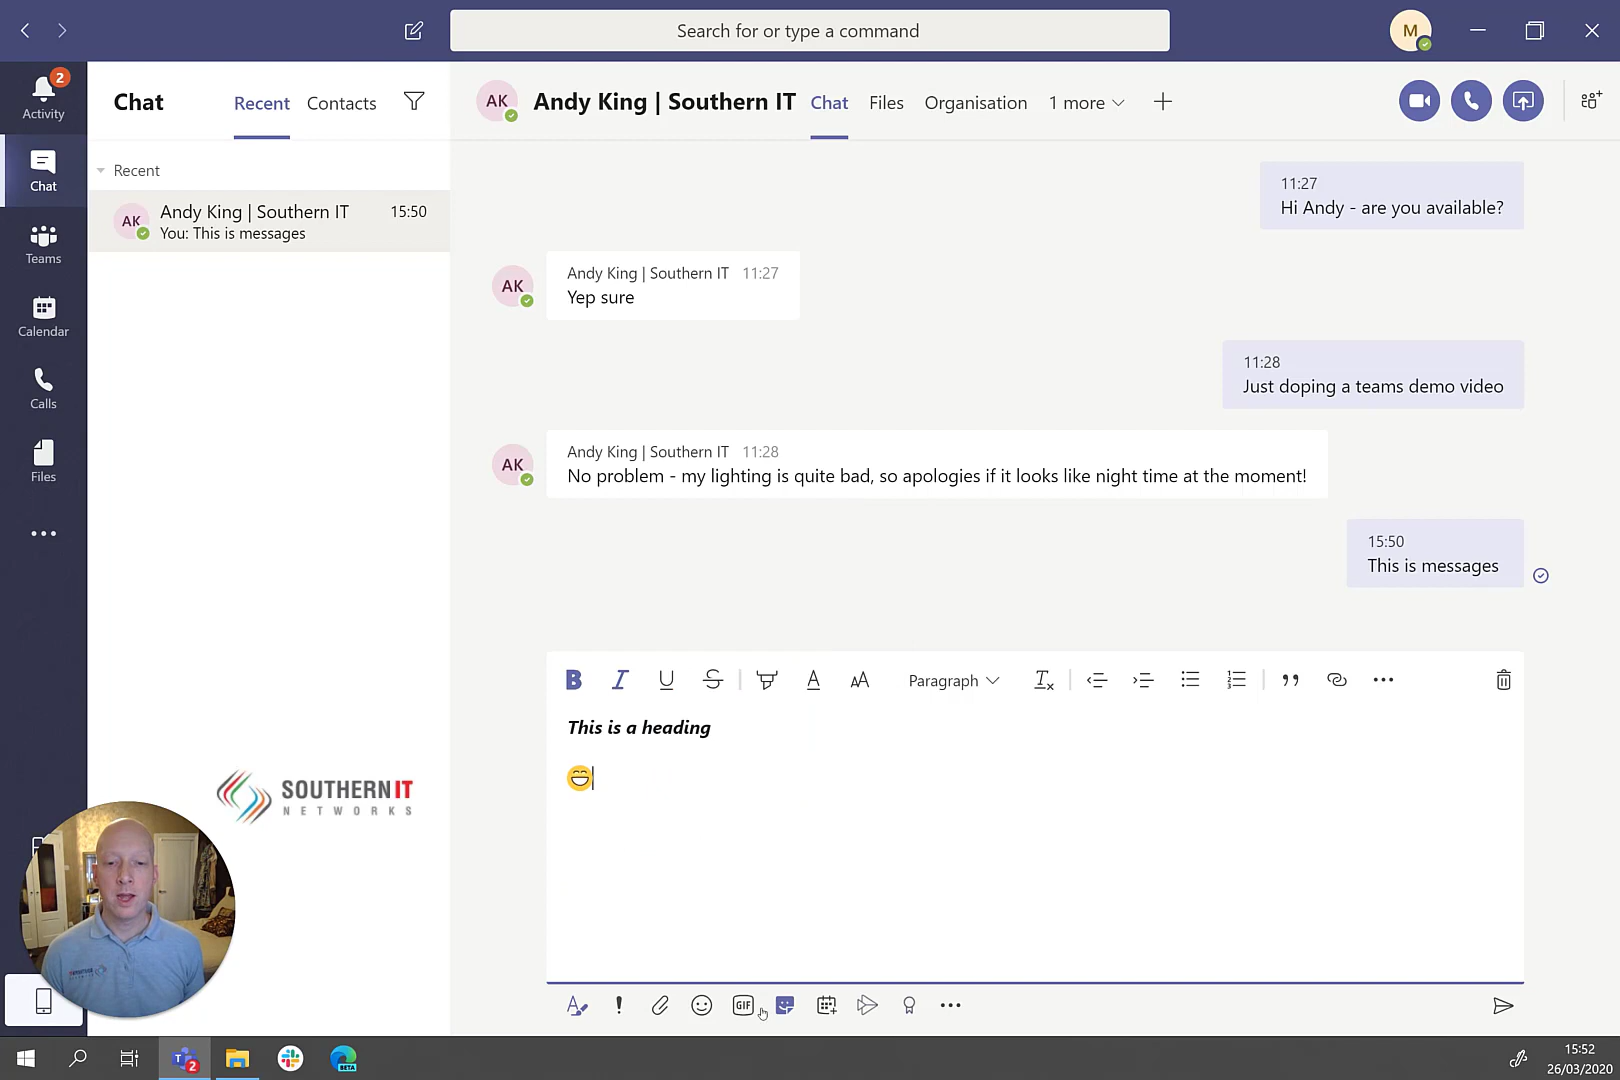 Search for or type a command
M
2
Activity
Chat
Teams
Calendar
Calls
Files
Chat
Recent
Contacts
Recent
AK
Andy King | Southern IT
15:50
You: This is messages
AK
Andy King | Southern IT
Chat
Files
Organisation
1 more
11:27
Hi Andy - are you available?
AK
Andy King | Southern IT 11:27
Yep sure
11:28
Just doping a teams demo video
AK
Andy King | Southern IT 11:28
No problem - my lighting is quite bad, so apologies if it looks like night time at the moment!
15:50
This is messages
B I U S A AA Paragraph Tx
This is a heading
GIF
SOUTHERN IT
NETWORKS
T 2
BETA
15:52
26/03/2020